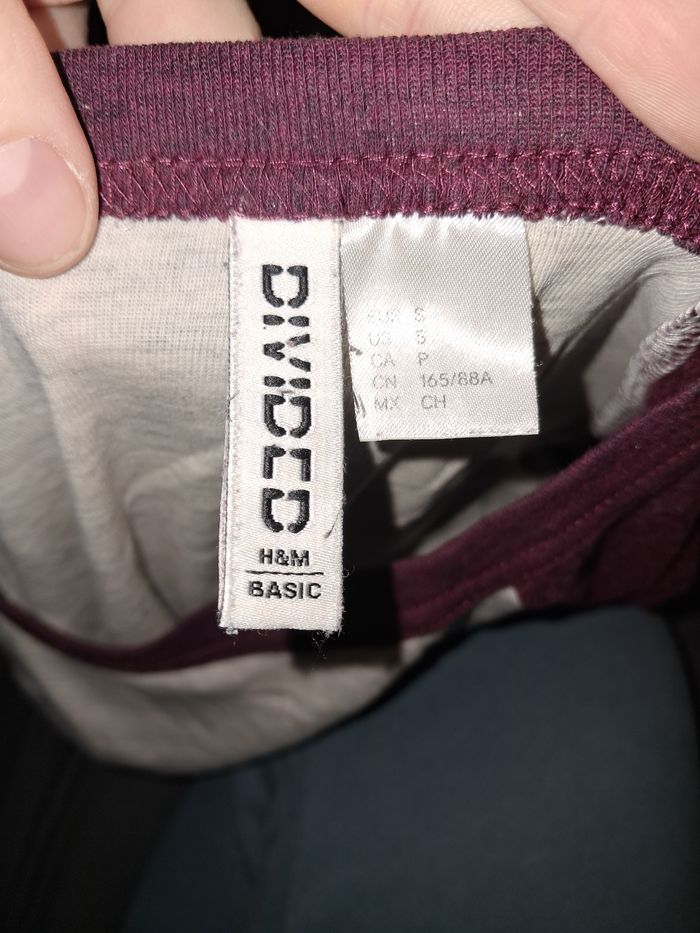 DIVIDED
H&M
BASIC
EUR S
US S
CA P
CN 165/88A
MX CH